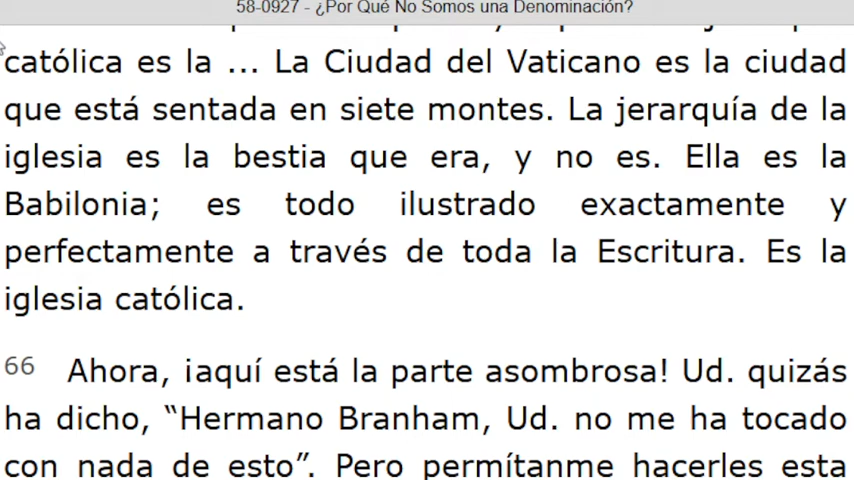 58-0927 - ¿Por Qué No Somos una Denominación?
católica es la ... La Ciudad del Vaticano es la ciudad
que está sentada en siete montes. La jerarquía de la
iglesia es la bestia que era, y no es. Ella es la
Babilonia; es todo ilustrado exactamente y
perfectamente a través de toda la Escritura. Es la
iglesia católica.
66 Ahora, ¡aquí está la parte asombrosa! Ud. quizás
ha dicho, “Hermano Branham, Ud. no me ha tocado
con nada de esto”. Pero permítanme hacerles esta